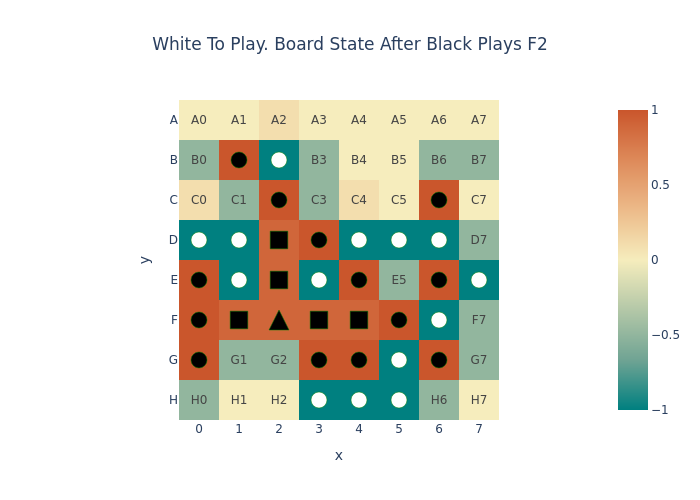 White To Play. Board State After Black Plays F2
A A0 A1 A2 A3 A4 A5 A6 A7
B B0 B3 B4 B5 B6 B7
C C0 C1 C3 C4 C5 C7
D D7
E E5
F F7
G G1 G2 G7
H H0 H1 H2 H6 H7
0 1 2 3 4 5 6 7
x
y
1
0.5
0
−0.5
−1